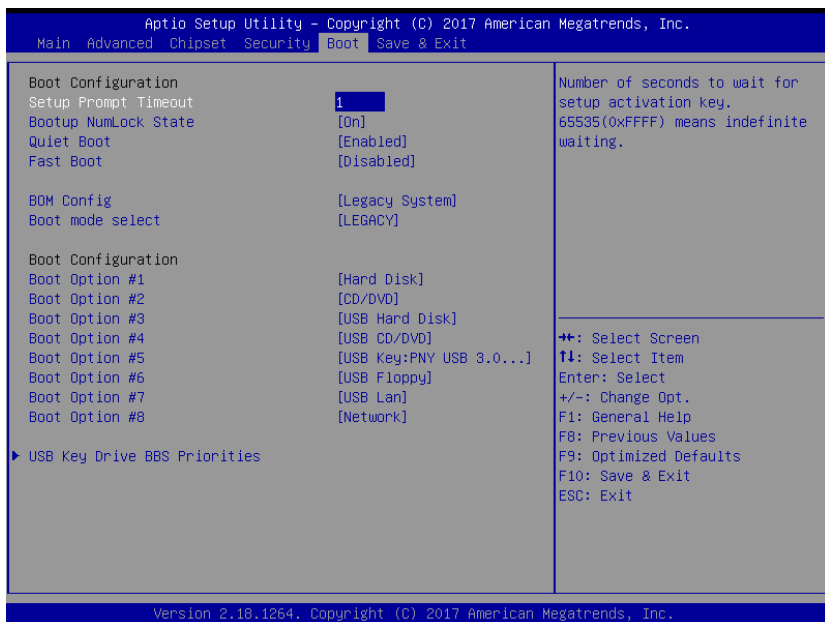 Aptio Setup Utility – Copyright (C) 2017 American Megatrends, Inc.
Main Advanced Chipset Security Boot Save & Exit
Boot Configuration
Setup Prompt Timeout 1
Bootup NumLock State [On]
Quiet Boot [Enabled]
Fast Boot [Disabled]
BOM Config [Legacy System]
Boot mode select [LEGACY]
Boot Configuration
Boot Option #1 [Hard Disk]
Boot Option #2 [CD/DVD]
Boot Option #3 [USB Hard Disk]
Boot Option #4 [USB CD/DVD]
Boot Option #5 [USB Key:PNY USB 3.0...]
Boot Option #6 [USB Floppy]
Boot Option #7 [USB Lan]
Boot Option #8 [Network]
USB Key Drive BBS Priorities
Number of seconds to wait for
setup activation key.
65535(0xFFFF) means indefinite
waiting.
→←: Select Screen
↑↓: Select Item
Enter: Select
+/-: Change Opt.
F1: General Help
F8: Previous Values
F9: Optimized Defaults
F10: Save & Exit
ESC: Exit
Version 2.18.1264. Copyright (C) 2017 American Megatrends, Inc.